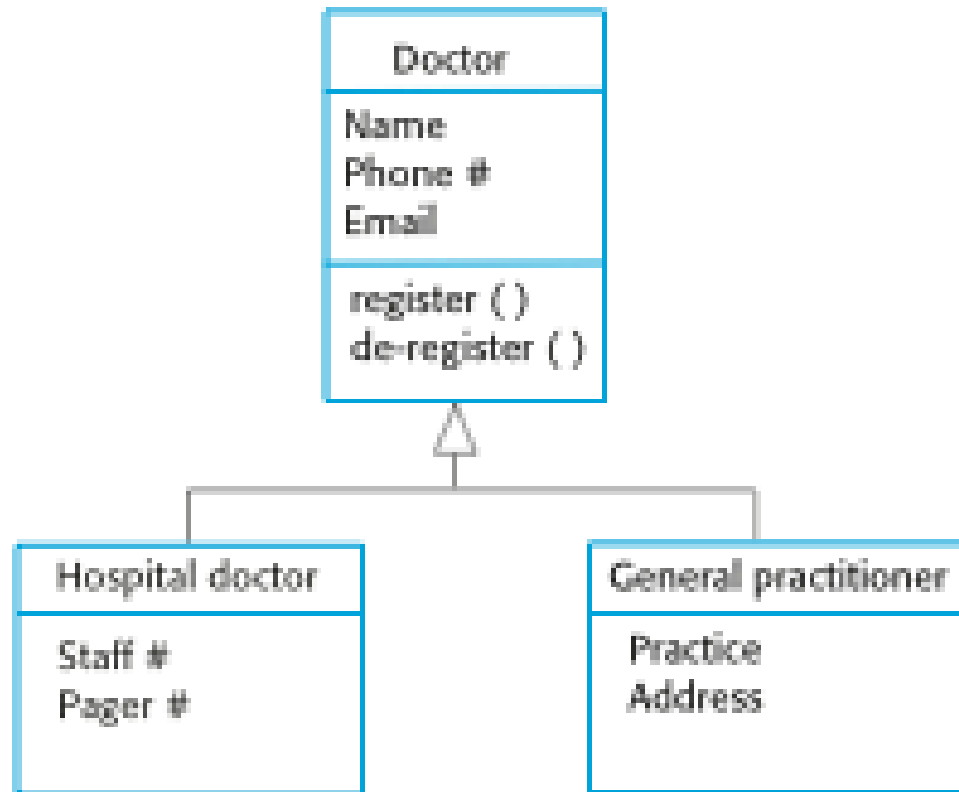 Doctor
Name
Phone #
Email
register ( )
de-register ( )
Hospital doctor
Staff #
Pager #
General practitioner
Practice
Address